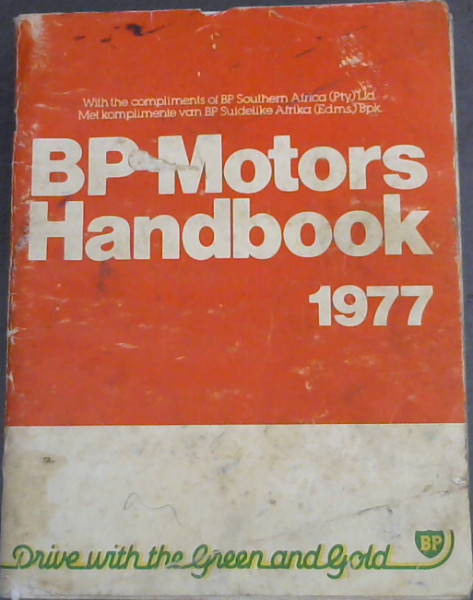 With the compliments of BP Southern Africa (Pty) Ltd.
Met komplimente van BP Suidelike Afrika (Edms.) Bpk.
BP Motors
Handbook
1977
Drive with the Green and Gold
BP